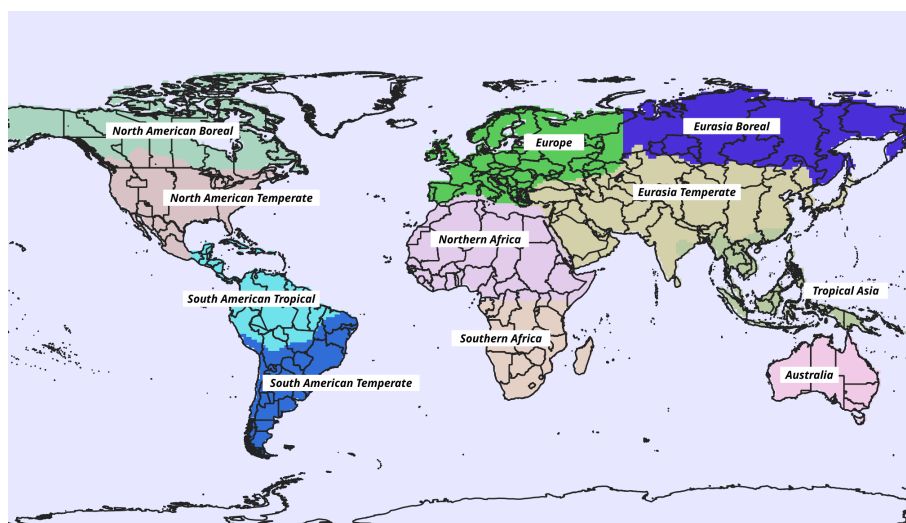 North American Boreal
Eurasia Boreal
Europe
North American Temperate
Eurasia Temperate
Northern Africa
South American Tropical
Tropical Asia
Southern Africa
Australia
South American Temperate